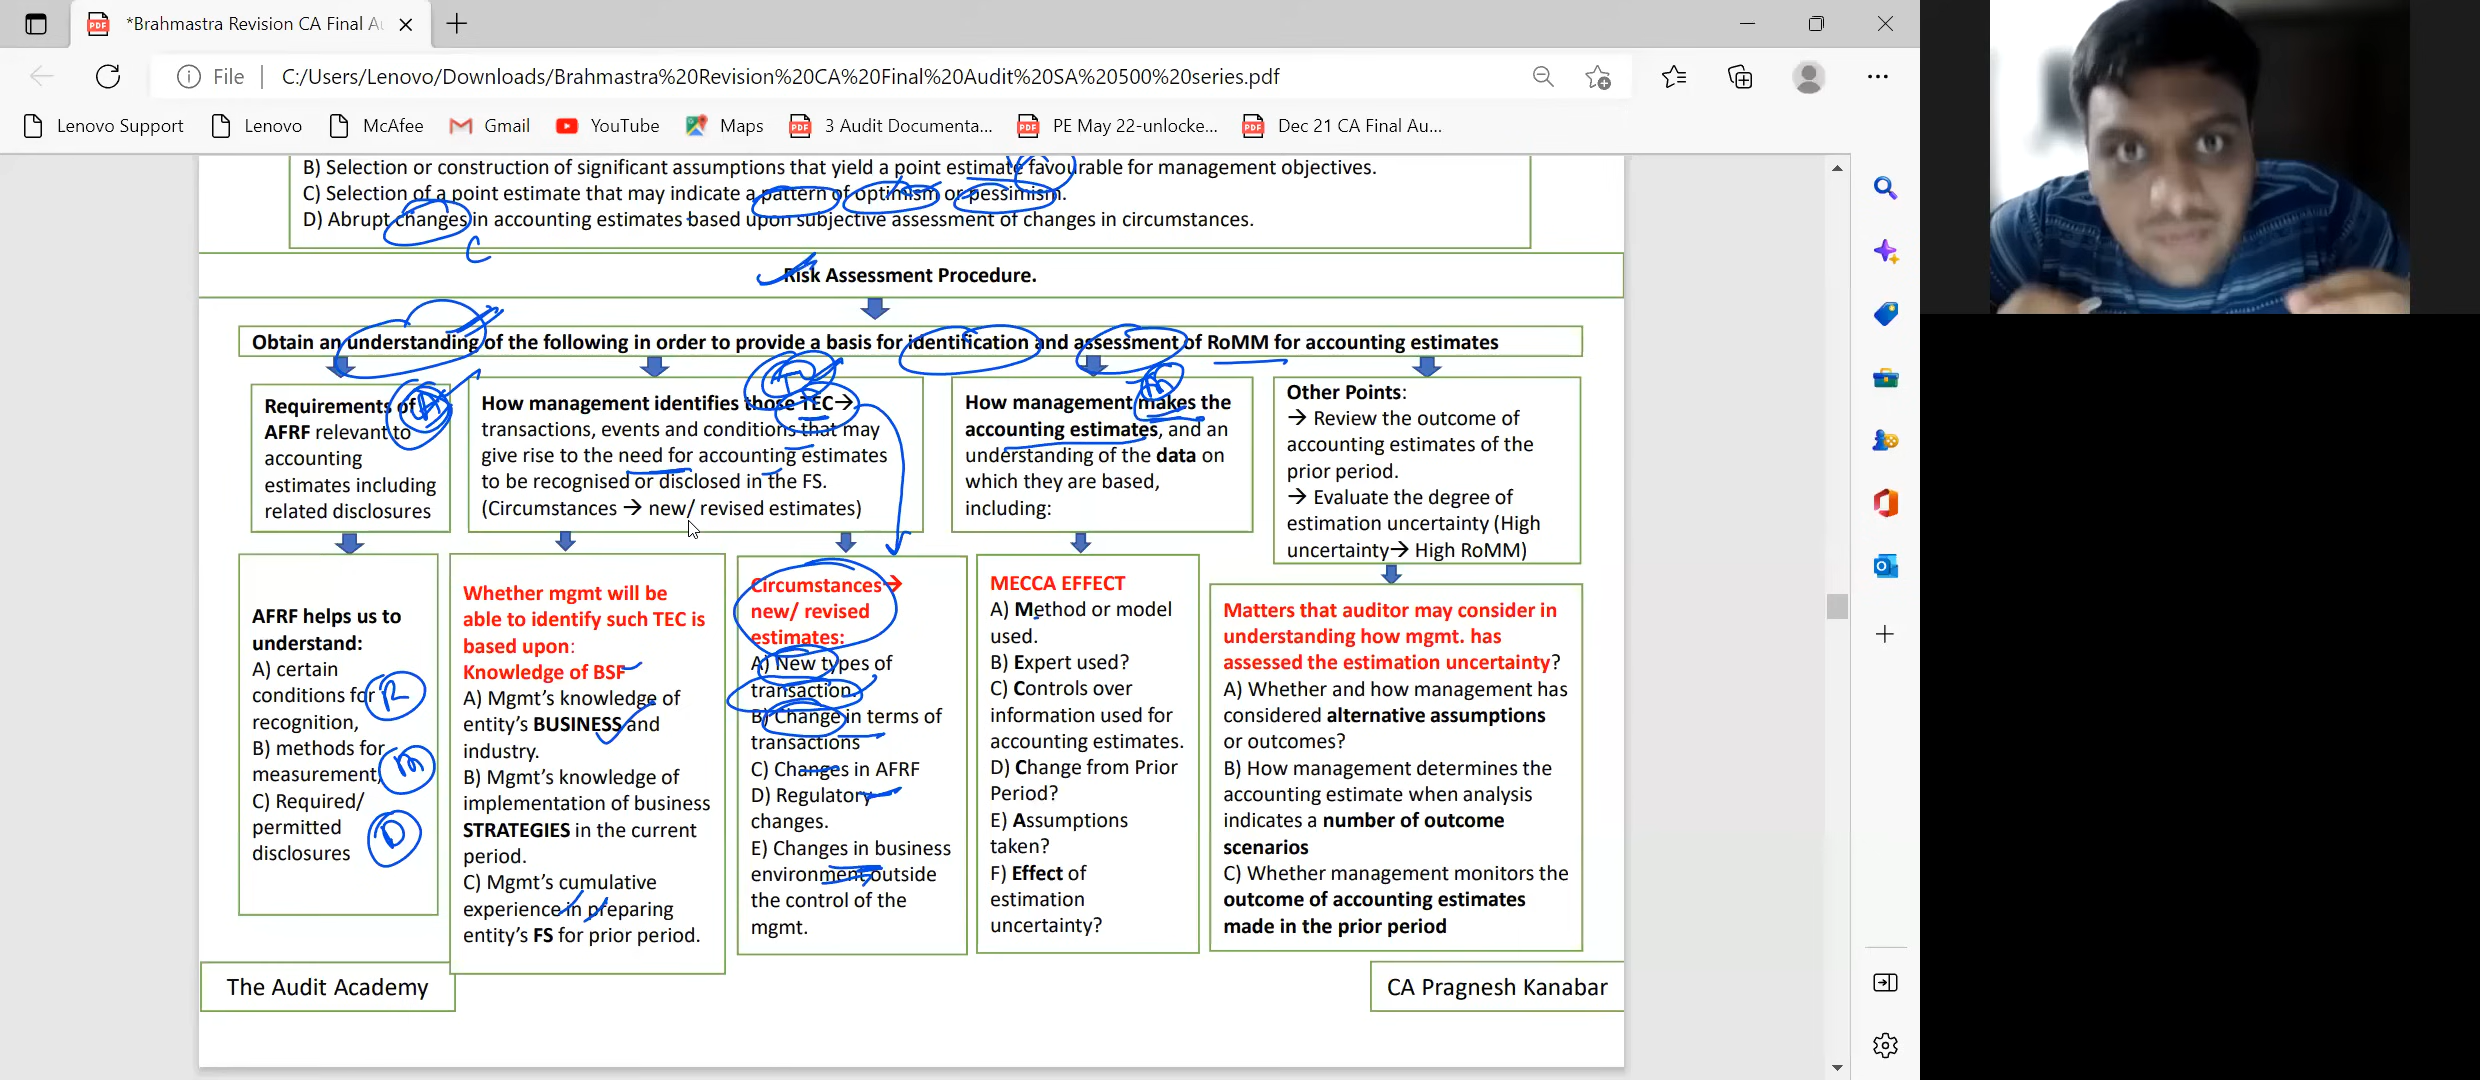 *Brahmastra Revision CA Final Au
File
C:/Users/Lenovo/Downloads/Brahmastra%20Revision%20CA%20Final%20Audit%20SA%20500%20series.pdf
Lenovo Support
Lenovo
McAfee
Gmail
YouTube
Maps
3 Audit Documenta...
PE May 22-unlocke...
Dec 21 CA Final Au...
B) Selection or construction of significant assumptions that yield a point estimate favourable for management objectives.
C) Selection of a point estimate that may indicate a pattern of optimism or pessimism.
D) Abrupt changes in accounting estimates based upon subjective assessment of changes in circumstances.
C
Risk Assessment Procedure.
Obtain an understanding of the following in order to provide a basis for identification and assessment of RoMM for accounting estimates
Requirements of
AFRF relevant to
accounting
estimates including
related disclosures
A
How management identifies those TEC→
transactions, events and conditions that may
give rise to the need for accounting estimates
to be recognised or disclosed in the FS.
(Circumstances → new/ revised estimates)
How management makes the
accounting estimates, and an
understanding of the data on
which they are based,
including:
Other Points:
→ Review the outcome of
accounting estimates of the
prior period.
→ Evaluate the degree of
estimation uncertainty (High
uncertainty→ High RoMM)
AFRF helps us to
understand:
A) certain
conditions for
recognition,
B) methods for
measurement,
C) Required/
permitted
disclosures
R
M
D
Whether mgmt will be
able to identify such TEC is
based upon:
Knowledge of BSF
A) Mgmt's knowledge of
entity's BUSINESS and
industry.
B) Mgmt's knowledge of
implementation of business
STRATEGIES in the current
period.
C) Mgmt's cumulative
experience in preparing
entity's FS for prior period.
Circumstances→
new/ revised
estimates:
A) New types of
transaction.
B) Change in terms of
transactions
C) Changes in AFRF
D) Regulatory
changes.
E) Changes in business
environment outside
the control of the
mgmt.
MECCA EFFECT
A) Method or model
used.
B) Expert used?
C) Controls over
information used for
accounting estimates.
D) Change from Prior
Period?
E) Assumptions
taken?
F) Effect of
estimation
uncertainty?
Matters that auditor may consider in
understanding how mgmt. has
assessed the estimation uncertainty?
A) Whether and how management has
considered alternative assumptions
or outcomes?
B) How management determines the
accounting estimate when analysis
indicates a number of outcome
scenarios
C) Whether management monitors the
outcome of accounting estimates
made in the prior period
The Audit Academy
CA Pragnesh Kanabar